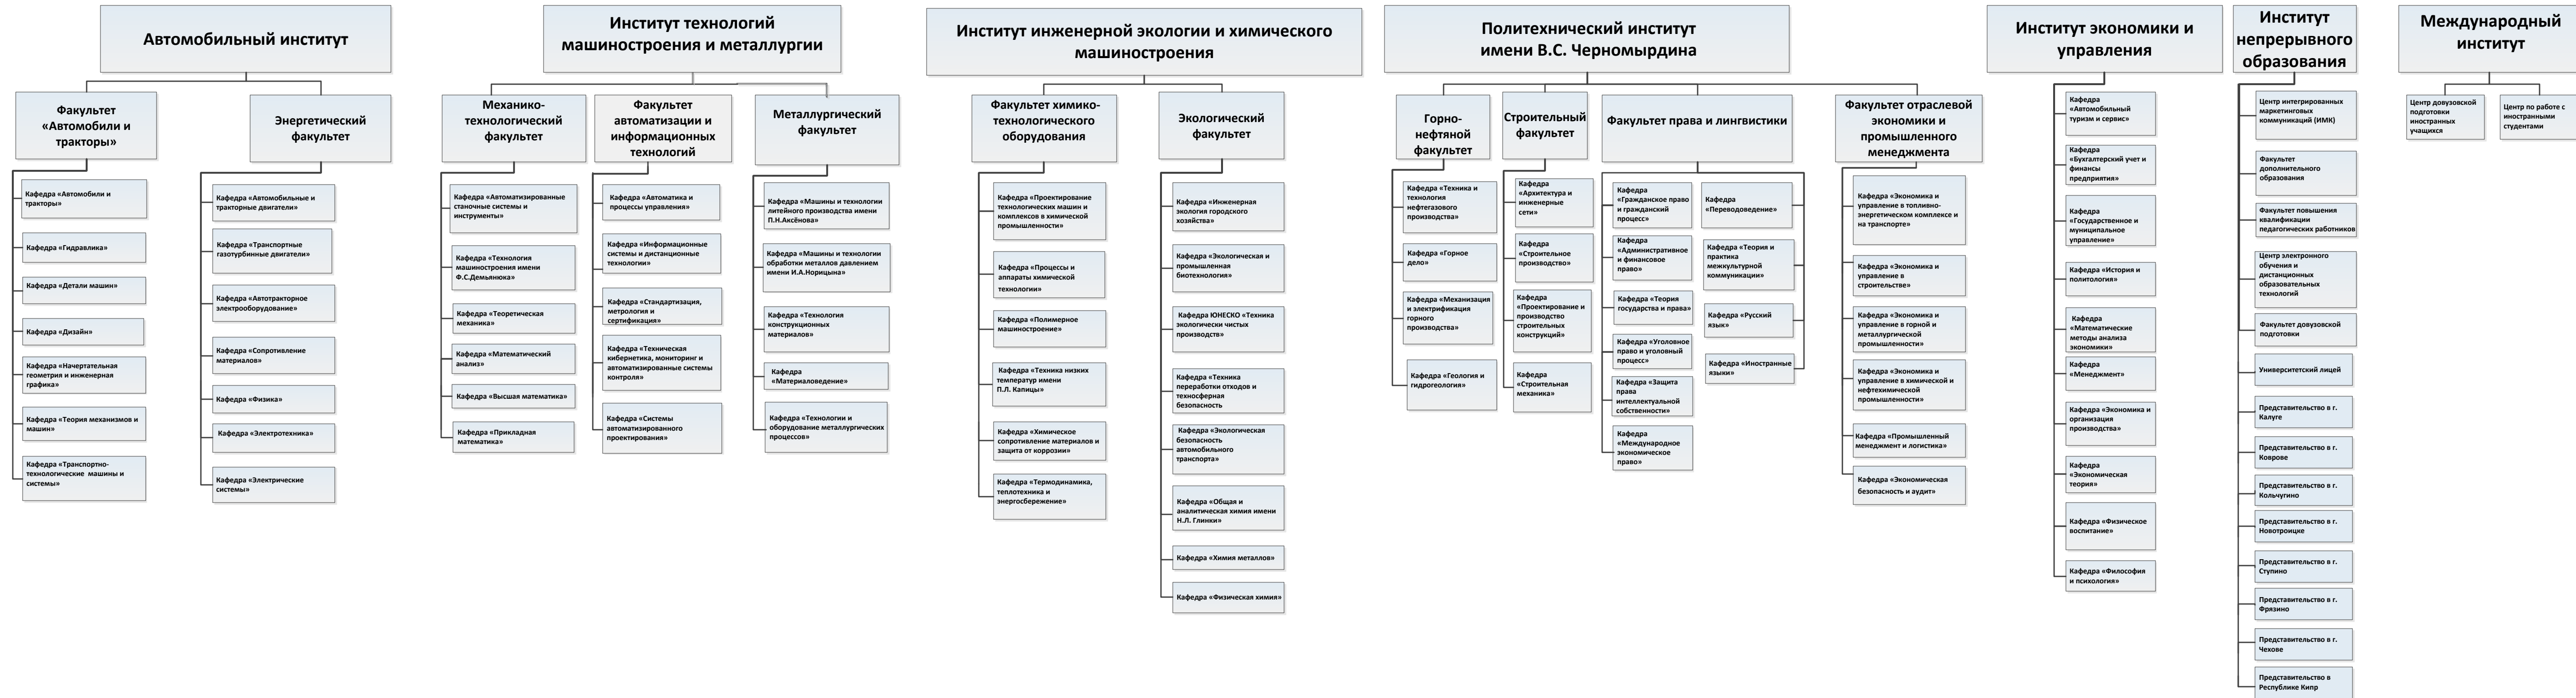 Автомобильный институт
Факультет
«Автомобили и
тракторы»
Кафедра «Автомобили и
тракторы»
Кафедра «Гидравлика»
Кафедра «Детали машин»
Кафедра «Дизайн»
Кафедра «Начертательная
геометрия и инженерная
графика»
Кафедра «Теория механизмов и
машин»
Кафедра «Транспортно-
технологические машины и
системы»
Энергетический
факультет
Кафедра «Автомобильные и
тракторные двигатели»
Кафедра «Транспортные
газотурбинные двигатели»
Кафедра «Автотракторное
электрооборудование»
Кафедра «Сопротивление
материалов»
Кафедра «Физика»
Кафедра «Электротехника»
Кафедра «Электрические
системы»
Институт технологий
машиностроения и металлургии
Механико-
технологический
факультет
Кафедра «Автоматизированные
станочные системы и
инструменты»
Кафедра «Технология
машиностроения имени
Ф.С.Демьянюка»
Кафедра «Теоретическая
механика»
Кафедра «Математический
анализ»
Кафедра «Высшая математика»
Кафедра «Прикладная
математика»
Факультет
автоматизации и
информационных
технологий
Кафедра «Автоматика и
процессы управления»
Кафедра «Информационные
системы и дистанционные
технологии»
Кафедра «Стандартизация,
метрология и
сертификация»
Кафедра «Техническая
кибернетика, мониторинг и
автоматизированные системы
контроля»
Кафедра «Системы
автоматизированного
проектирования»
Металлургический
факультет
Кафедра «Машины и технологии
литейного производства имени
П.Н.Аксёнова»
Кафедра «Машины и технологии
обработки металлов давлением
имени И.А.Норицына»
Кафедра «Технология
конструкционных
материалов»
Кафедра
«Материаловедение»
Кафедра «Технологии и
оборудование металлургических
процессов»
Институт инженерной экологии и химического
машиностроения
Факультет химико-
технологического
оборудования
Кафедра «Проектирование
технологических машин и
комплексов в химической
промышленности»
Кафедра «Процессы и
аппараты химической
технологии»
Кафедра «Полимерное
машиностроение»
Кафедра «Техника низких
температур имени
П.Л. Капицы»
Кафедра «Химическое
сопротивление материалов и
защита от коррозии»
Кафедра «Термодинамика,
теплотехника и
энергосбережение»
Экологический
факультет
Кафедра «Инженерная
экология городского
хозяйства»
Кафедра «Экологическая и
промышленная
биотехнология»
Кафедра ЮНЕСКО «Техника
экологически чистых
производств»
Кафедра «Техника
переработки отходов и
техносферная
безопасность
Кафедра «Экологическая
безопасность
автомобильного
транспорта»
Кафедра «Общая и
аналитическая химия имени
Н.Л. Глинки»
Кафедра «Химия металлов»
Кафедра «Физическая химия»
Политехнический институт
имени В.С. Черномырдина
Горно-
нефтяной
факультет
Кафедра «Техника и
технология
нефтегазового
производства»
Кафедра «Горное
дело»
Кафедра «Механизация
и электрификация
горного
производства»
Кафедра «Геология и
гидрогеология»
Строительный
факультет
Кафедра
«Архитектура и
инженерные
сети»
Кафедра
«Строительное
производство»
Кафедра
«Проектирование и
производство
строительных
конструкций»
Кафедра
«Строительная
механика»
Факультет права и лингвистики
Кафедра
«Гражданское право
и гражданский
процесс»
Кафедра
«Административное
и финансовое
право»
Кафедра «Теория
государства и права»
Кафедра «Уголовное
право и уголовный
процесс»
Кафедра «Защита
права
интеллектуальной
собственности»
Кафедра
«Международное
экономическое
право»
Кафедра
«Переводоведение»
Кафедра «Теория и
практика
межкультурной
коммуникации»
Кафедра «Русский
язык»
Кафедра «Иностранные
языки»
Факультет отраслевой
экономики и
промышленного
менеджмента
Кафедра «Экономика и
управление в топливно-
энергетическом комплексе и
на транспорте»
Кафедра «Экономика и
управление в
строительстве»
Кафедра «Экономика и
управление в горной и
металлургической
промышленности»
Кафедра «Экономика и
управление в химической и
нефтехимической
промышленности»
Кафедра «Промышленный
менеджмент и логистика»
Кафедра «Экономическая
безопасность и аудит»
Институт экономики и
управления
Кафедра
«Автомобильный
туризм и сервис»
Кафедра
«Бухгалтерский учет и
финансы
предприятия»
Кафедра
«Государственное и
муниципальное
управление»
Кафедра «История и
политология»
Кафедра
«Математические
методы анализа
экономики»
Кафедра
«Менеджмент»
Кафедра «Экономика и
организация
производства»
Кафедра
«Экономическая
теория»
Кафедра «Физическое
воспитание»
Кафедра «Философия
и психология»
Институт
непрерывного
образования
Центр интегрированных
маркетинговых
коммуникаций (ИМК)
Факультет
дополнительного
образования
Факультет повышения
квалификации
педагогических работников
Центр электронного
обучения и
дистанционных
образовательных
технологий
Факультет довузовской
подготовки
Университетский лицей
Представительство в г.
Калуге
Представительство в г.
Коврове
Представительство в г.
Кольчугино
Представительство в г.
Новотроицке
Представительство в г.
Ступино
Представительство в г.
Фрязино
Представительство в г.
Чехове
Представительство в
Республике Кипр
Международный
институт
Центр довузовской
подготовки
иностранных
учащихся
Центр по работе с
иностранными
студентами